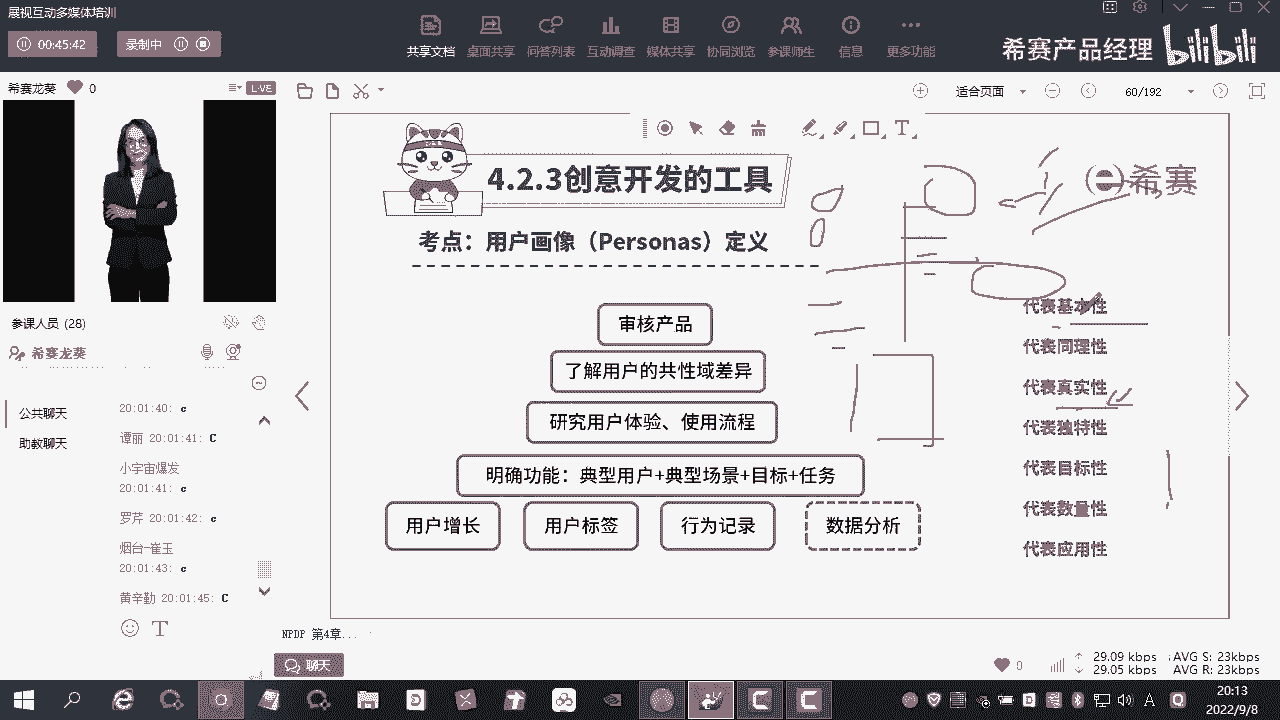 展视互动多媒体培训
00:45:42
录制中
共享文档
桌面共享
问答列表
互动调查
媒体共享
协同浏览
参课师生
信息
更多功能
希赛产品经理
bilibili
希赛龙葵
0
LIVE
适合页面
60/192
参课人员 (28)
希赛龙葵
公共聊天
助教聊天
20:01:40: c
谭丽 20:01:41: C
小宇宙爆发
20:01:41: c
罗芹 20:01:42: c
烟台-崔玉
20:01:43: c
黄辛勤 20:01:45: C
4.2.3创意开发的工具
希赛
考点：用户画像（Personas）定义
审核产品
了解用户的共性域差异
研究用户体验、使用流程
明确功能：典型用户+典型场景+目标+任务
用户增长
用户标签
行为记录
数据分析
代表基本性
代表同理性
代表真实性
代表独特性
代表目标性
代表数量性
代表应用性
NPDP 第4章...
聊天
0
29.09 kbps
29.05 kbps
AVG S: 23kbps
AVG R: 23kbps
20:13
2022/9/8